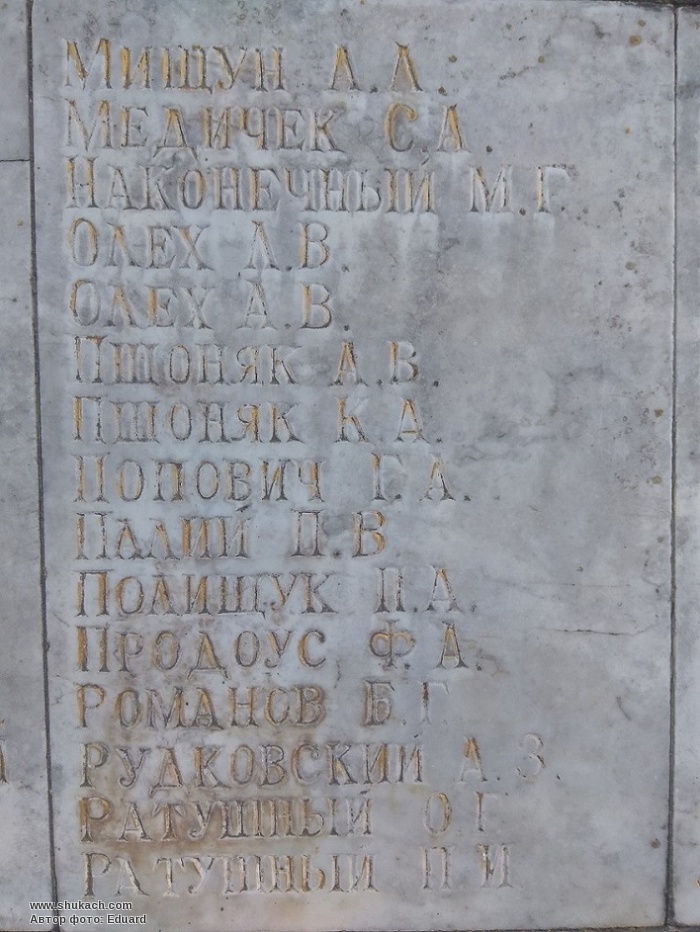 Мищун А.А.
Медичек С.А
Наконечный М.Г.
Олех А.В.
Олех А.В.
Пшоняк А.В.
Пшоняк К.А.
Попович Г.А.
Палий П.В
Полищук П.А.
Продоус Ф.А.
Романов Б.Г
Рудковский А.З.
Ратушный О Г
Ратушный П И
www.shukach.com
Автор фото: Eduard